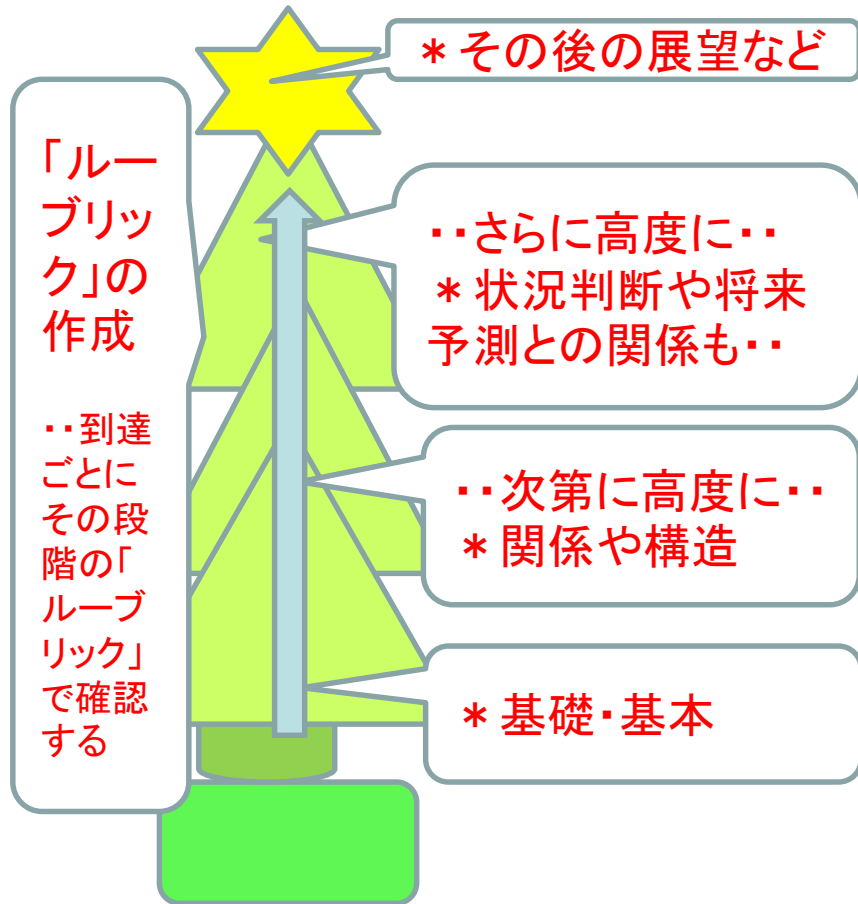 ＊その後の展望など
「ルー
ブリッ
ク」の
作成
‥到達
ごとに
その段
階の「
ルーブ
リック」
で確認
する
‥さらに高度に‥
＊状況判断や将来
予測との関係も‥
‥次第に高度に‥
＊関係や構造
＊基礎・基本